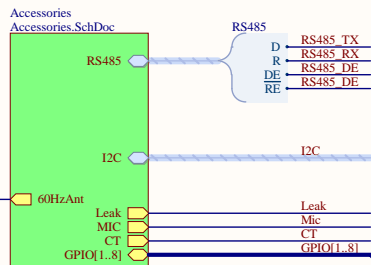 Accessories
Accessories.SchDoc
RS485
RS485_TX
D
RS485_RX
RS485
R
RS485_DE
DE
RS485_DE
RE
I2C
I2C
60HzAnt
Leak
Leak
MIC
Mic
CT
CT
GPIO[1..8]
GPIO[1..8]